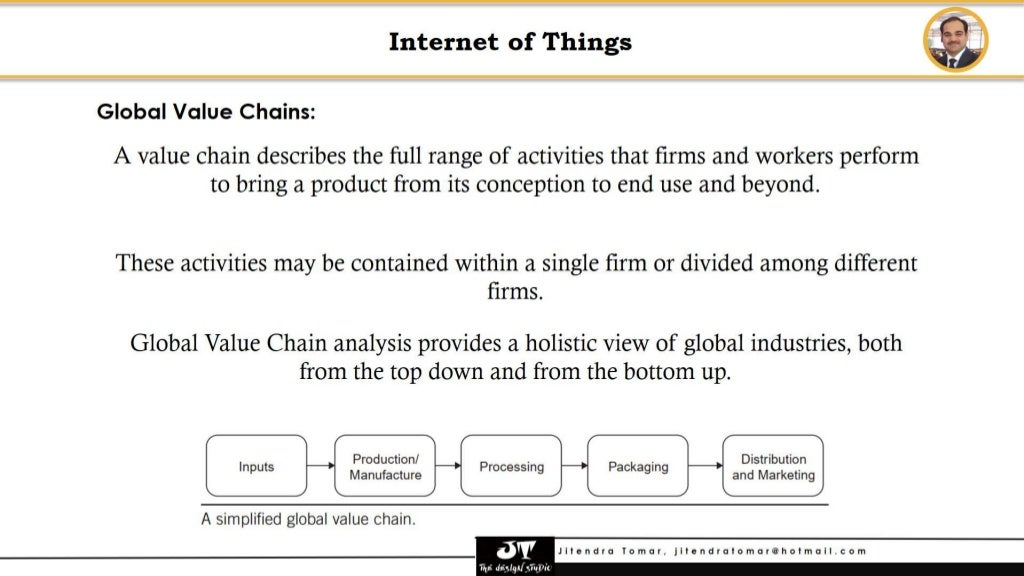 Internet of Things
Global Value Chains:
A value chain describes the full range of activities that firms and workers perform
to bring a product from its conception to end use and beyond.
These activities may be contained within a single firm or divided among different
firms.
Global Value Chain analysis provides a holistic view of global industries, both
from the top down and from the bottom up.
Inputs
Production/
Manufacture
Processing
Packaging
Distribution
and Marketing
A simplified global value chain.
JT
The design studio
Jitendra Tomar, jitendratomar@hotmail.com